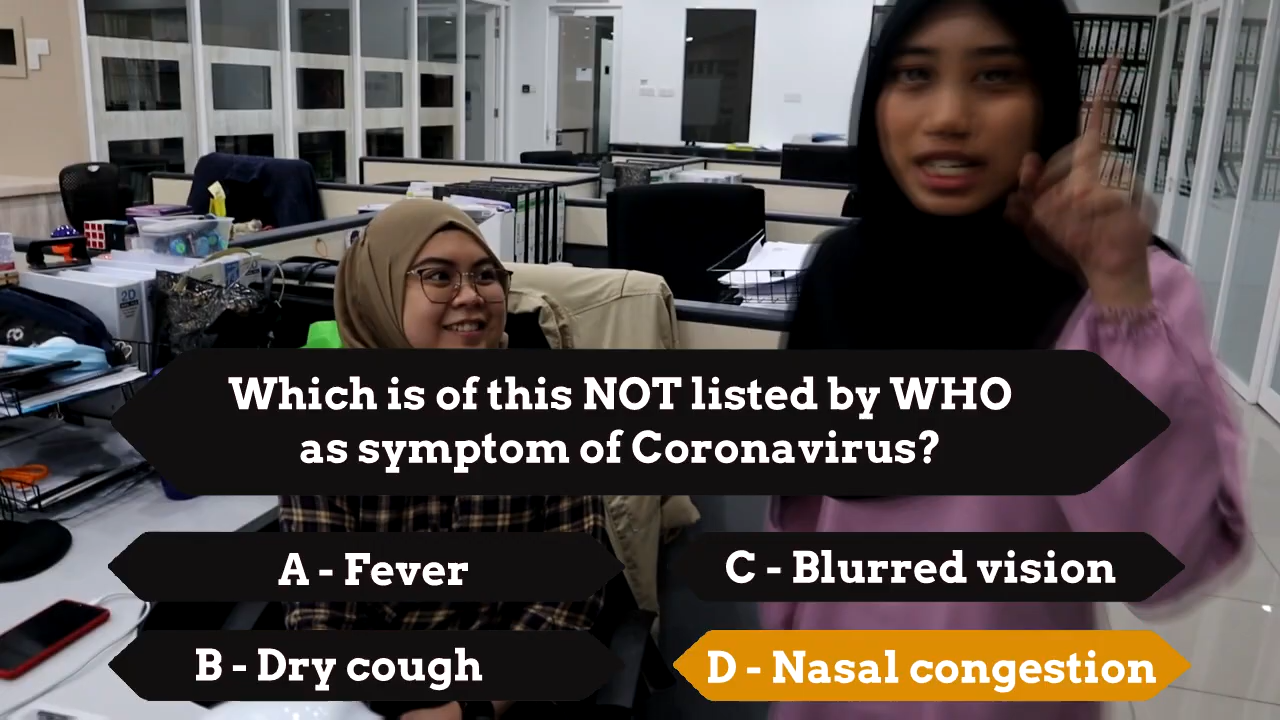 Which is of this NOT listed by WHO
as symptom of Coronavirus?
A - Fever
C - Blurred vision
B - Dry cough
D - Nasal congestion
2D